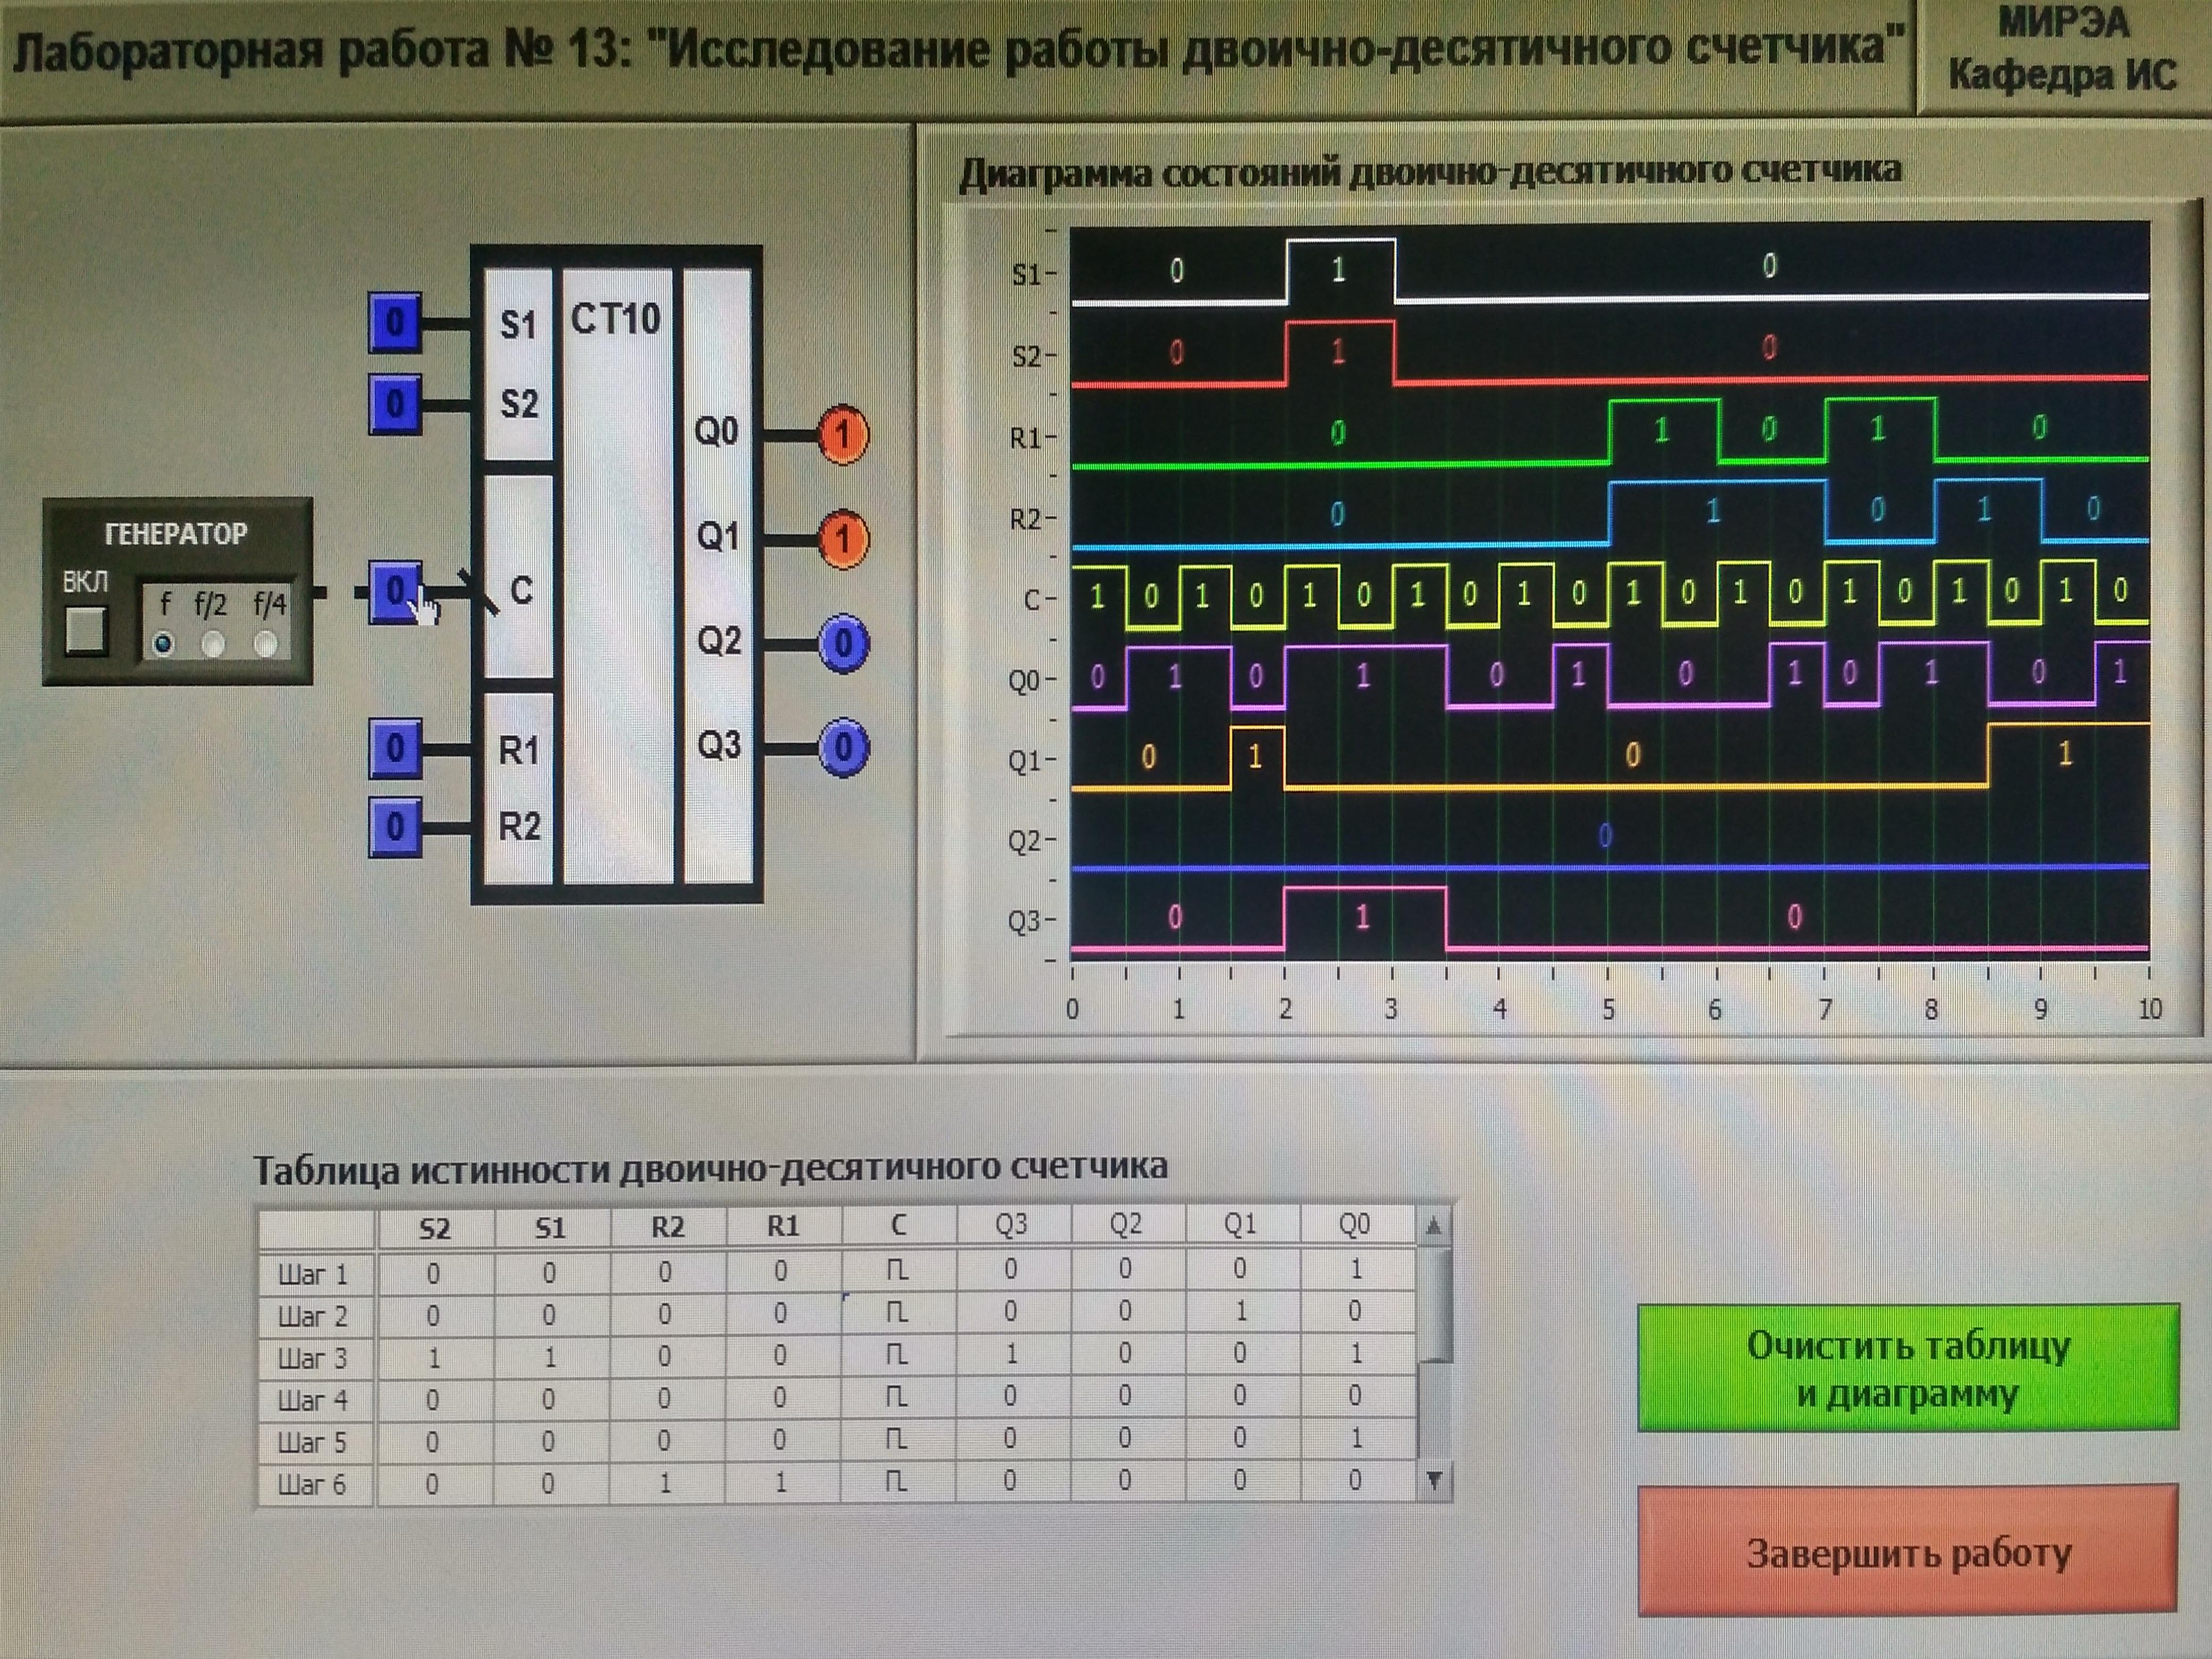 Лабораторная работа № 13: "Исследование работы двоично-десятичного счетчика"
МИРЭА
Кафедра ИС
ГЕНЕРАТОР
ВКЛ
f f/2 f/4
0 S1 CT10
0 S2
0 C
0 R1
0 R2
Q0 1
Q1 1
Q2 0
Q3 0
Диаграмма состояний двоично-десятичного счетчика
S1 0 1 0
S2 0 1 0
R1 0 1 0 1 0
R2 0 1 0 1 0
C 1 0 1 0 1 0 1 0 1 0 1 0 1 0 1 0 1 0 1 0
Q0 0 1 0 1 0 1 0 1 0 1 0 1
Q1 0 1 0 1
Q2 0
Q3 0 1 0
0 1 2 3 4 5 6 7 8 9 10
Таблица истинности двоично-десятичного счетчика
S2 S1 R2 R1 C Q3 Q2 Q1 Q0
Шаг 1 0 0 0 0 0 0 0 1
Шаг 2 0 0 0 0 0 0 1 0
Шаг 3 1 1 0 0 1 0 0 1
Шаг 4 0 0 0 0 0 0 0 0
Шаг 5 0 0 0 0 0 0 0 1
Шаг 6 0 0 1 1 0 0 0 0
Очистить таблицу
и диаграмму
Завершить работу